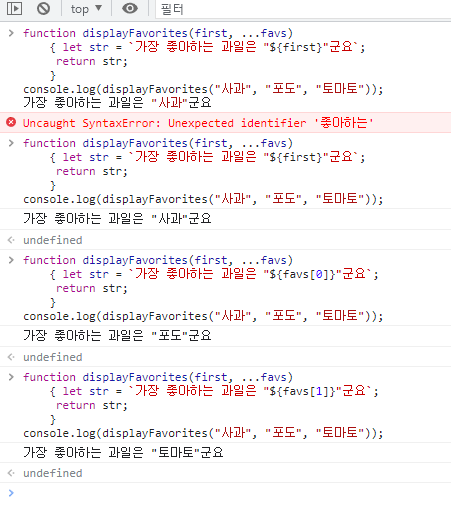 top
필터
function displayFavorites(first, ...favs)
{ let str = `가장 좋아하는 과일은 "${first}"군요`;
return str;
}
console.log(displayFavorites("사과", "포도", "토마토"));
가장 좋아하는 과일은 "사과"군요
Uncaught SyntaxError: Unexpected identifier '좋아하는'
function displayFavorites(first, ...favs)
{ let str = `가장 좋아하는 과일은 "${first}"군요`;
return str;
}
console.log(displayFavorites("사과", "포도", "토마토"));
가장 좋아하는 과일은 "사과"군요
undefined
function displayFavorites(first, ...favs)
{ let str = `가장 좋아하는 과일은 "${favs[0]}"군요`;
return str;
}
console.log(displayFavorites("사과", "포도", "토마토"));
가장 좋아하는 과일은 "포도"군요
undefined
function displayFavorites(first, ...favs)
{ let str = `가장 좋아하는 과일은 "${favs[1]}"군요`;
return str;
}
console.log(displayFavorites("사과", "포도", "토마토"));
가장 좋아하는 과일은 "토마토"군요
undefined